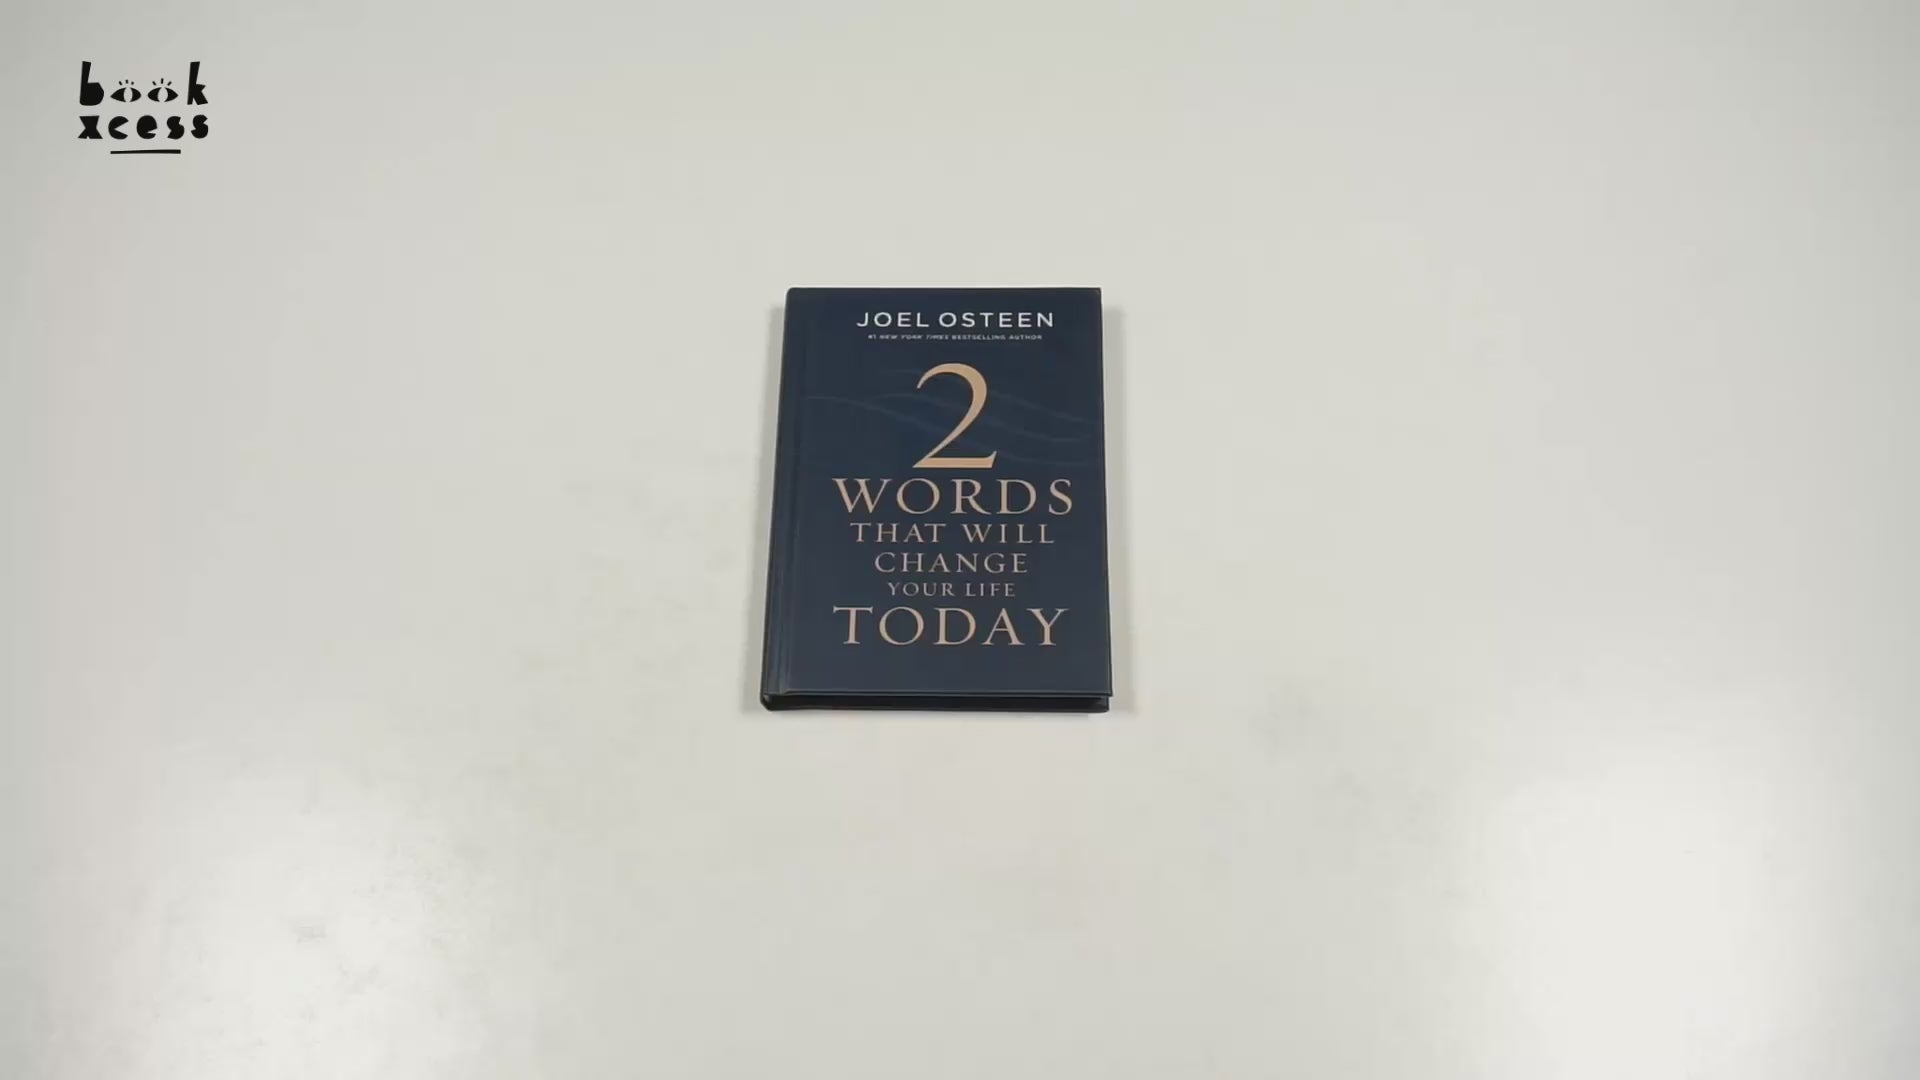 book
xcess
JOEL OSTEEN
#1 NEW YORK TIMES BESTSELLING AUTHOR
2
WORDS
THAT WILL
CHANGE
YOUR LIFE
TODAY